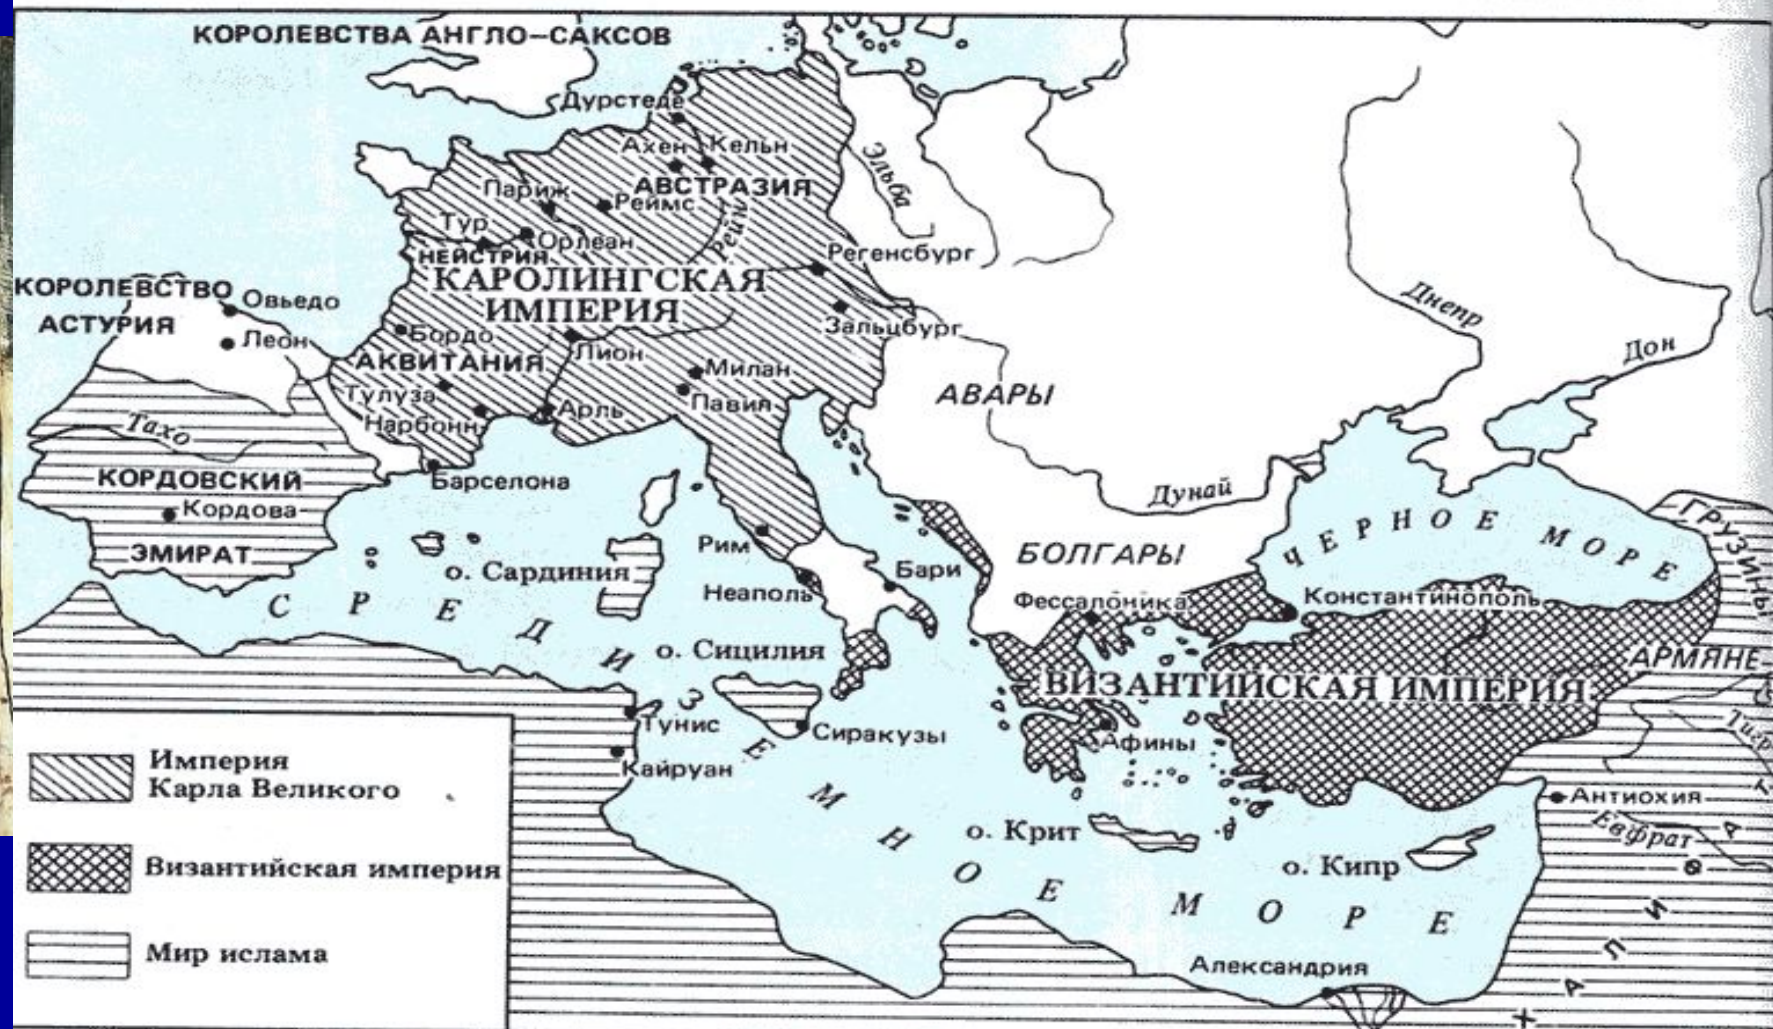 КОРОЛЕВСТВА АНГЛО—САКСОВ
Дурстеде
Ахен
Кельн
АВСТРАЗИЯ
Эльба
Париж
Реймс
Рейн
Тур
Орлеан
НЕЙСТРИЯ
Регенсбург
КАРОЛИНГСКАЯ
ИМПЕРИЯ
КОРОЛЕВСТВО
АСТУРИЯ
Овьедо
Леон
Бордо
Зальцбург
Лион
АКВИТАНИЯ
Милан
Тулуза
Павия
Арль
Нарбонн
АВАРЫ
Днепр
Дон
Тахо
КОРДОВСКИЙ
ЭМИРАТ
Кордова
Барселона
Дунай
ЧЕРНОЕ МОРЕ
ГРУЗИНЫ
Рим
БОЛГАРЫ
о. Сардиния
Неаполь
Бари
Фессалоника
Константинополь
СРЕДИЗЕМНОЕ МОРЕ
о. Сицилия
АРМЯНЕ
ВИЗАНТИЙСКАЯ ИМПЕРИЯ
Тунис
Сиракузы
Афины
Кайруан
Тигр
Антиохия
Евфрат
о. Крит
о. Кипр
Александрия
ХАЛИФАТ
Империя
Карла Великого
Византийская империя
Мир ислама